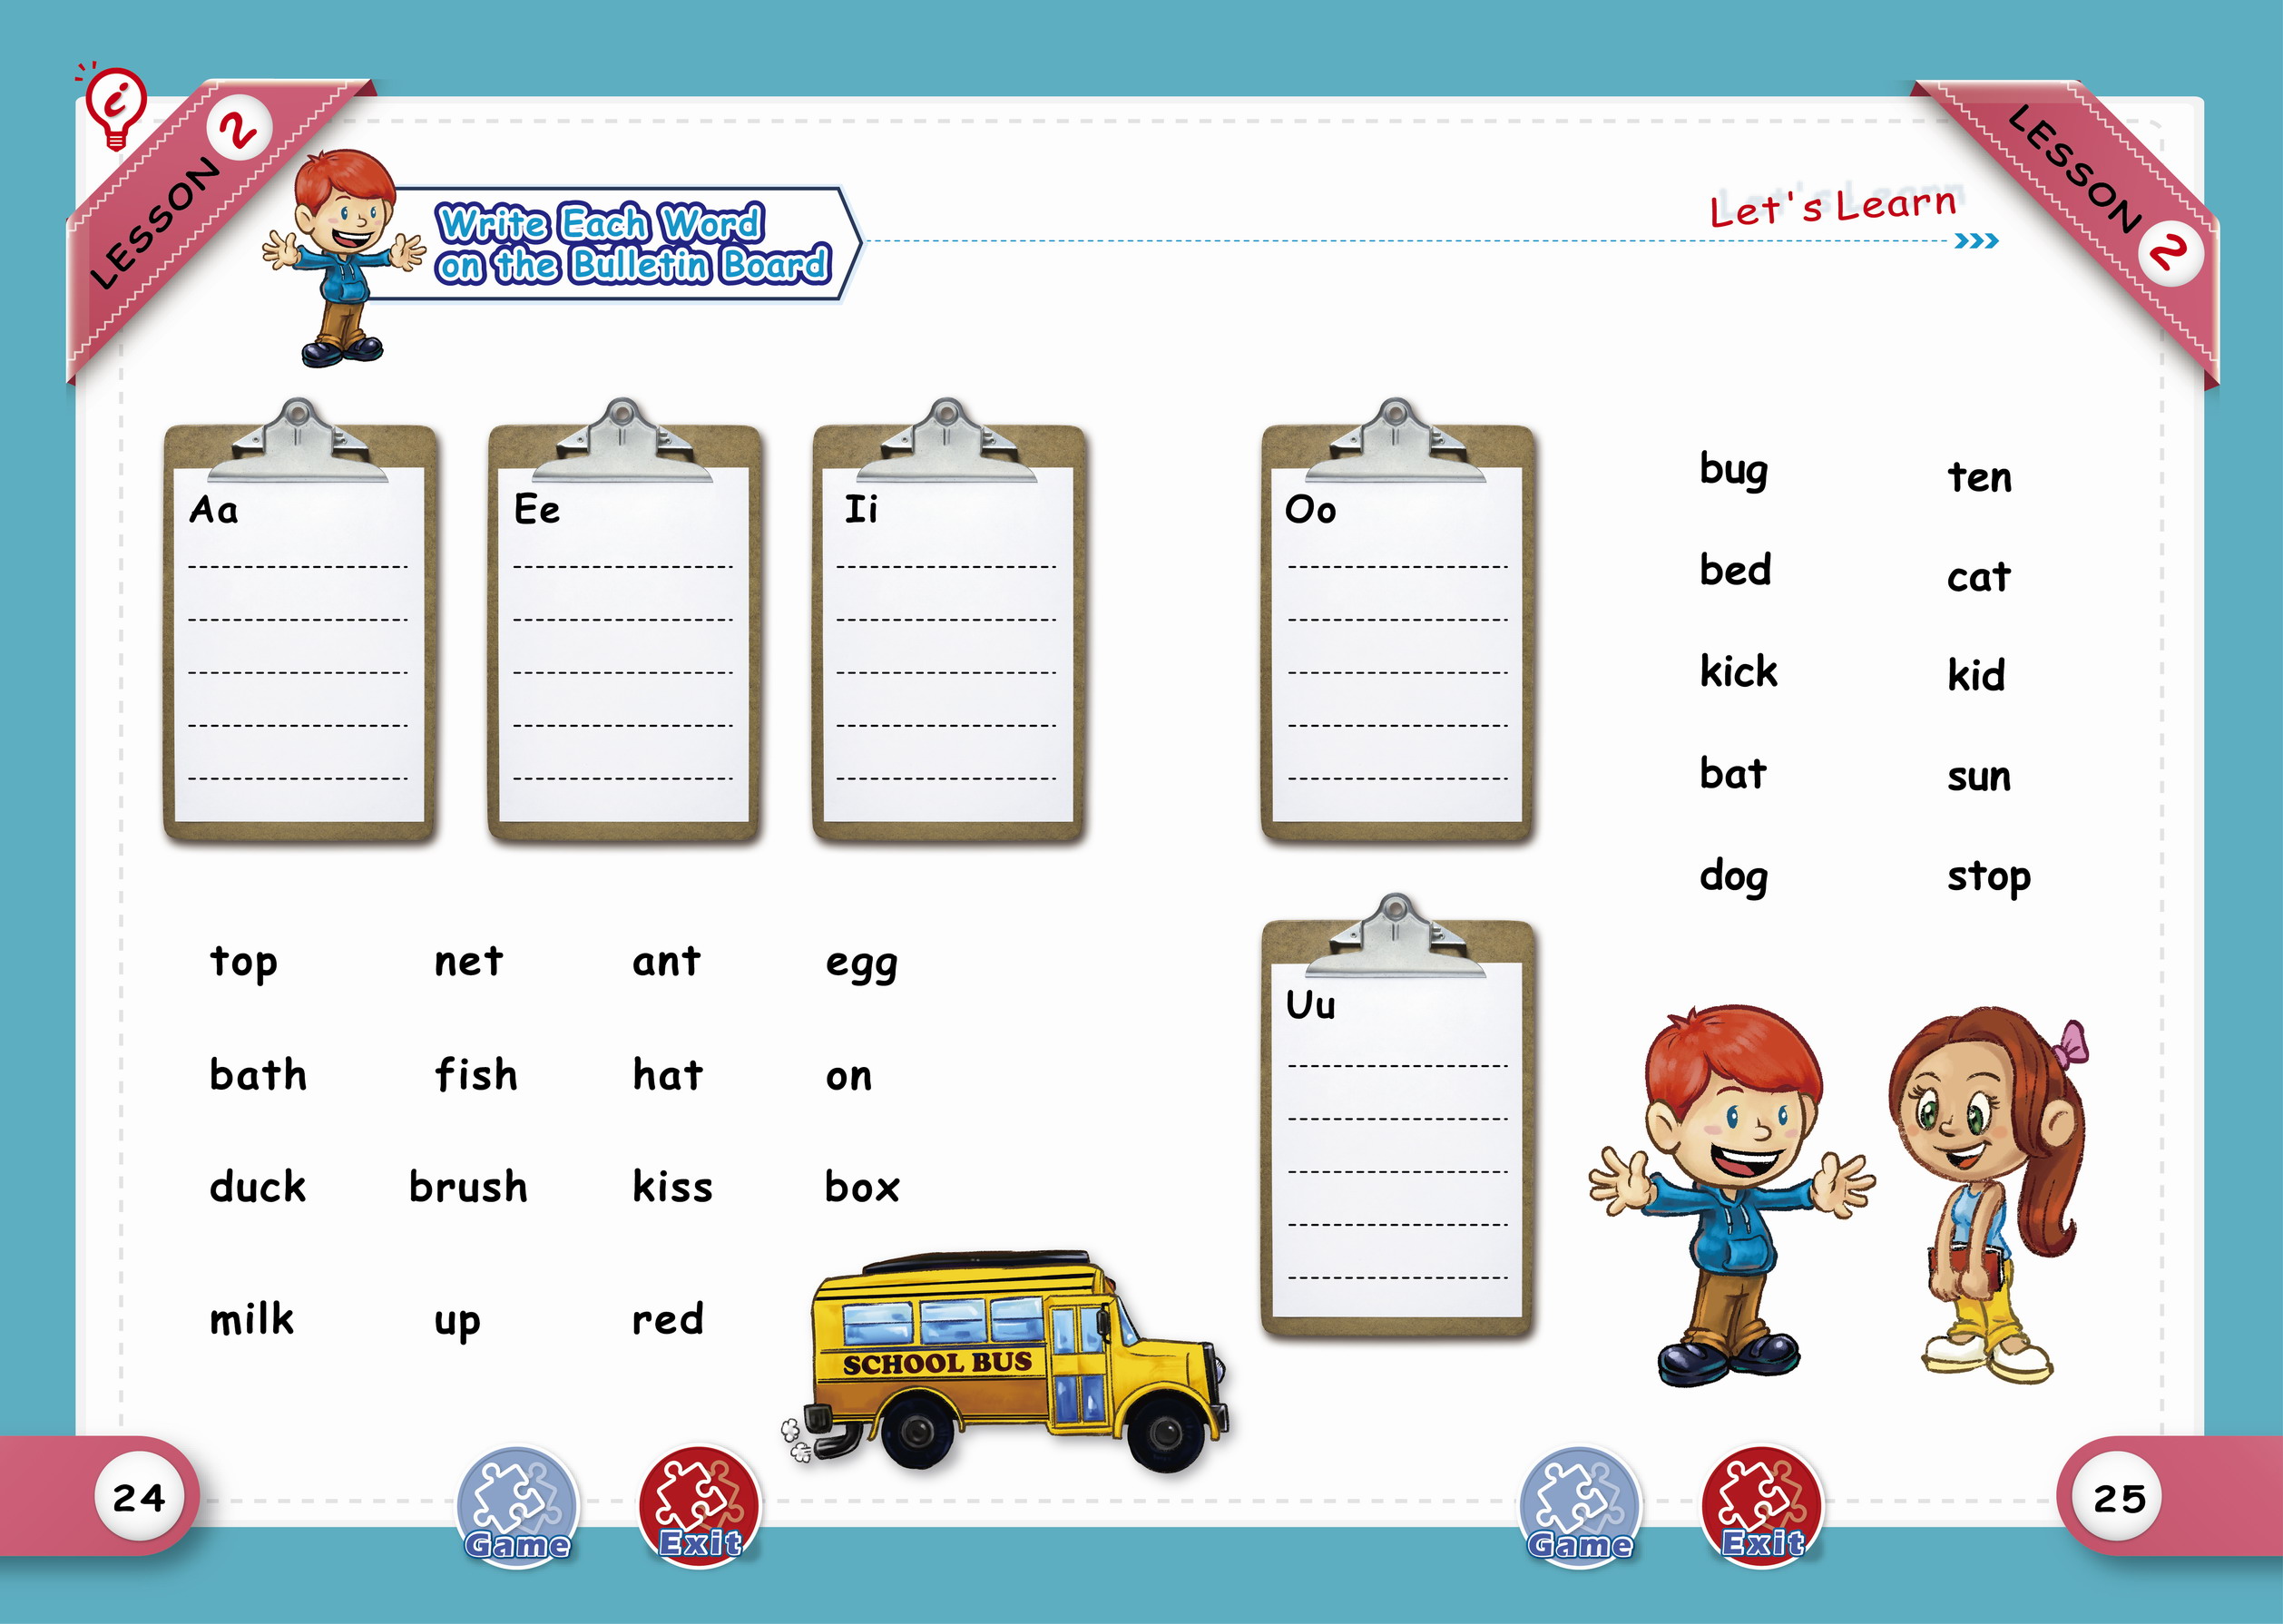 LESSON 2
Write Each Word
on the Bulletin Board
Let's Learn
LESSON 2
Aa
Ee
Ii
Oo
bug ten
bed cat
kick kid
bat sun
dog stop
top net ant egg
bath fish hat on
duck brush kiss box
milk up red
SCHOOL BUS
Uu
24
Game
Exit
Game
Exit
25